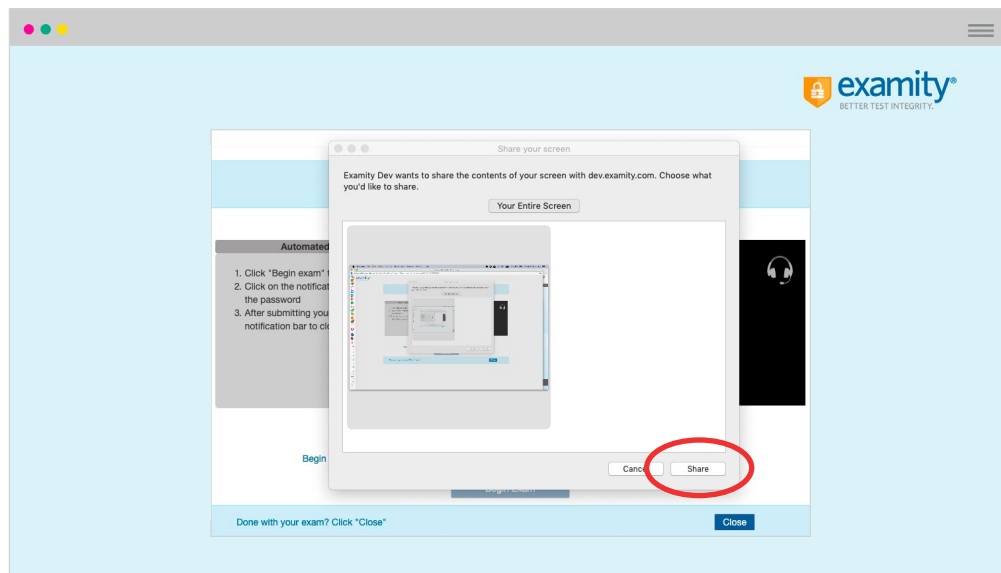 examity®
BETTER TEST INTEGRITY.
Share your screen
Examity Dev wants to share the contents of your screen with dev.examity.com. Choose what
you'd like to share.
Your Entire Screen
Automated
1. Click "Begin exam"
2. Click on the notificat
the password
3. After submitting you
notification bar to clo
Begin
Cance
Share
Begin Exam
Done with your exam? Click "Close"
Close